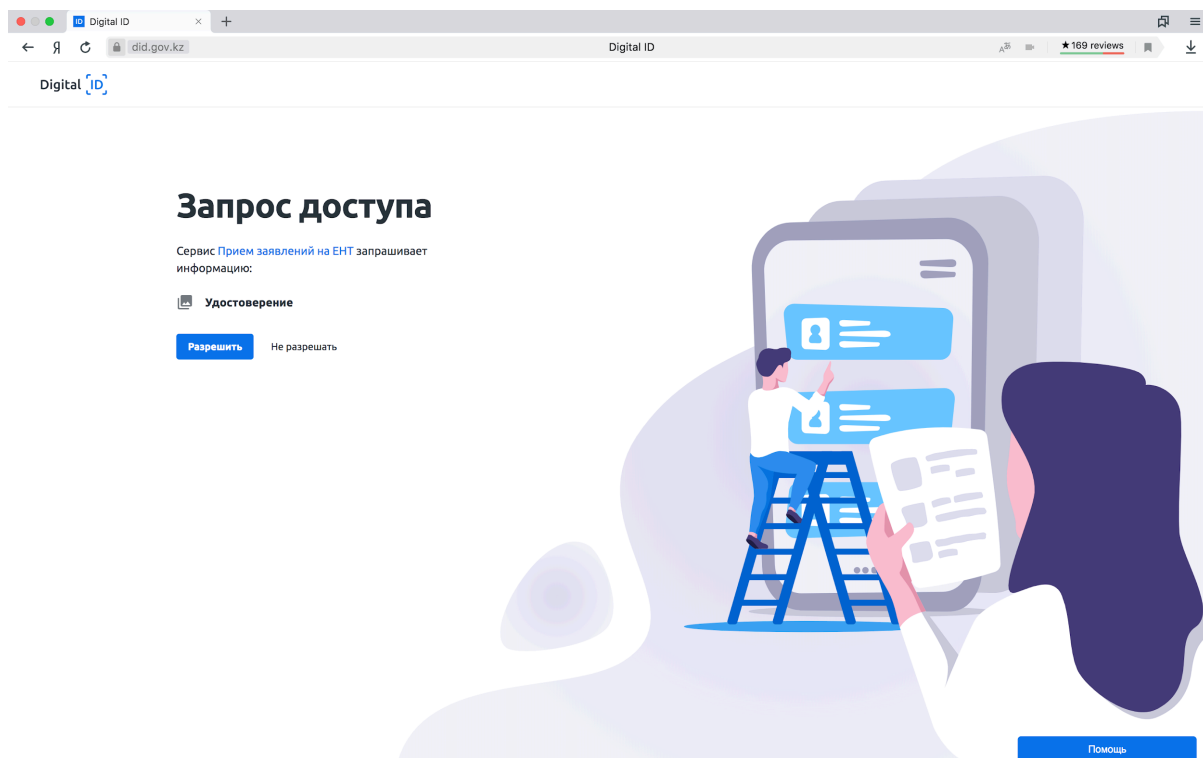 ID Digital ID
Я did.gov.kz Digital ID ★169 reviews
Digital [ID]
Запрос доступа
Сервис Прием заявлений на ЕНТ запрашивает
информацию:
Удостоверение
Разрешить Не разрешать
Помощь